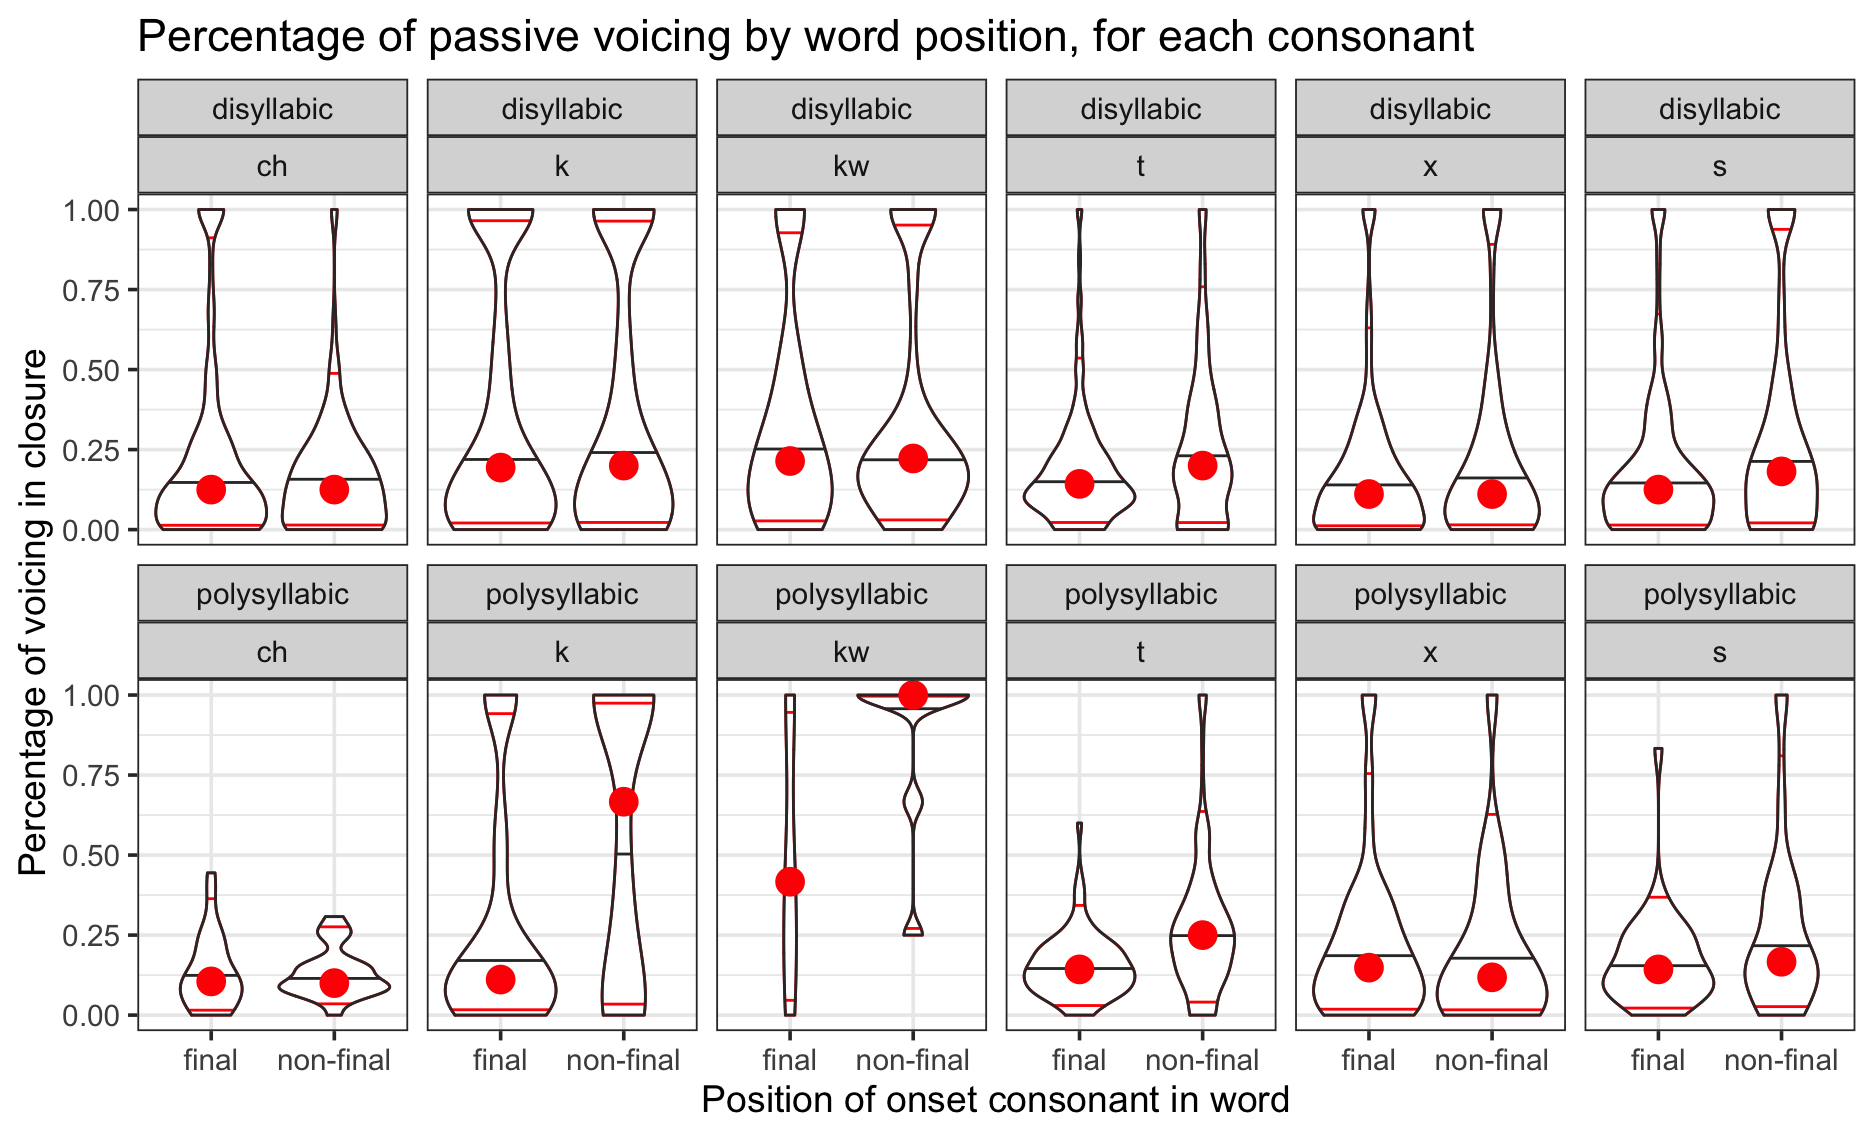 Percentage of passive voicing by word position, for each consonant
disyllabic disyllabic disyllabic disyllabic disyllabic disyllabic
ch k kw t x s
1.00
0.75
0.50
0.25
0.00
polysyllabic polysyllabic polysyllabic polysyllabic polysyllabic polysyllabic
ch k kw t x s
1.00
0.75
0.50
0.25
0.00
final non-final final non-final final non-final final non-final final non-final final non-final
Position of onset consonant in word
Percentage of voicing in closure